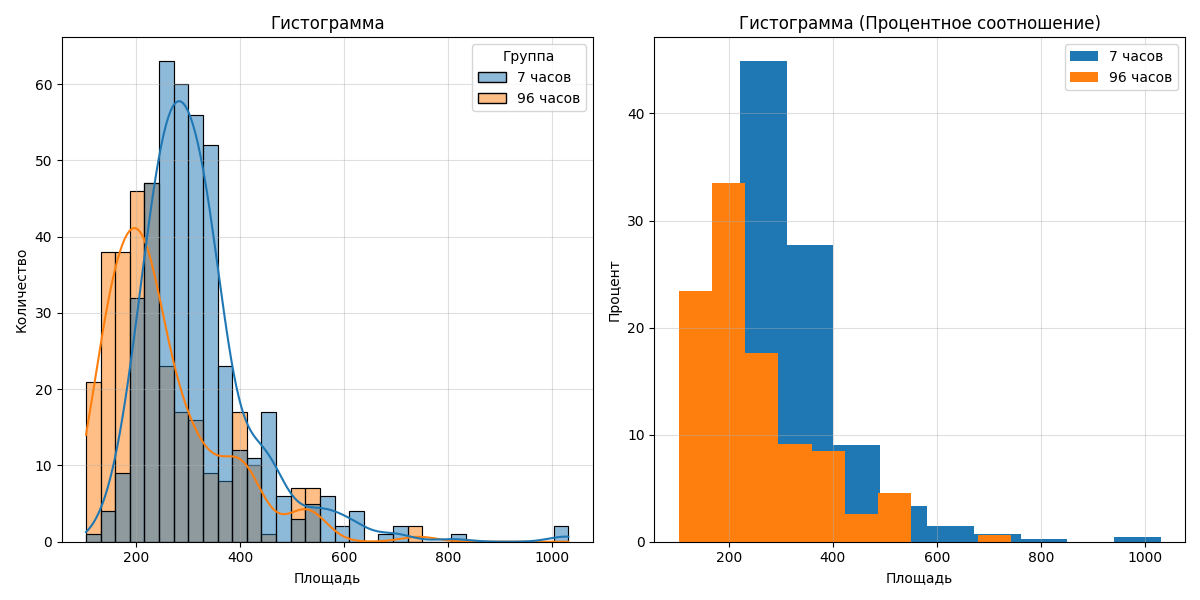 Гистограмма
Количество
60
50
40
30
20
10
0
200
400
600
800
1000
Площадь
Группа
7 часов
96 часов
Гистограмма (Процентное соотношение)
Процент
40
30
20
10
0
200
400
600
800
1000
Площадь
7 часов
96 часов